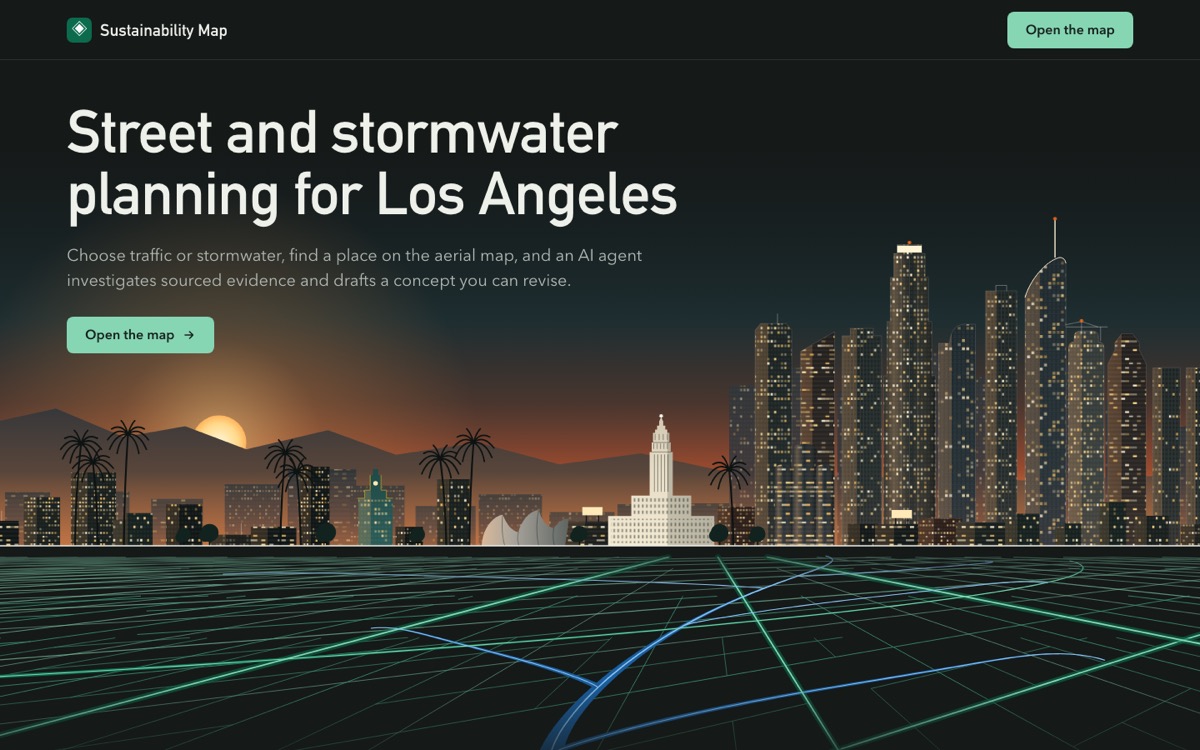 Sustainability Map
Open the map
Street and stormwater
planning for Los Angeles
Choose traffic or stormwater, find a place on the aerial map, and an AI agent
investigates sourced evidence and drafts a concept you can revise.
Open the map →